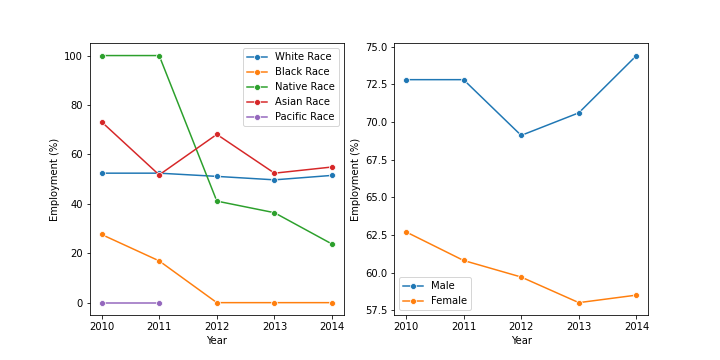 100
80
60
40
20
0
Employment (%)
2010 2011 2012 2013 2014
Year
White Race
Black Race
Native Race
Asian Race
Pacific Race
75.0
72.5
70.0
67.5
65.0
62.5
60.0
57.5
Employment (%)
2010 2011 2012 2013 2014
Year
Male
Female